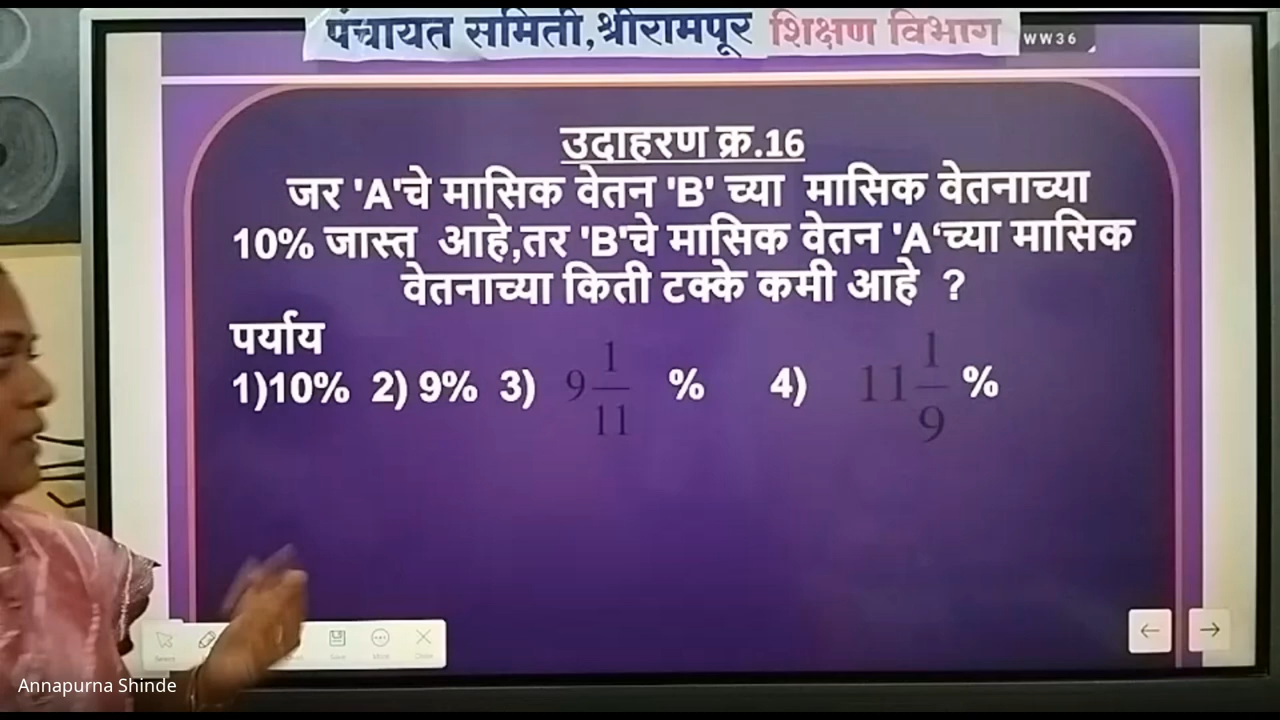 पंचायत समिती,श्रीरामपूर शिक्षण विभाग
WW36
उदाहरण क्र.16
जर 'A'चे मासिक वेतन 'B' च्या मासिक वेतनाच्या
10% जास्त आहे,तर 'B'चे मासिक वेतन 'A'च्या मासिक
वेतनाच्या किती टक्के कमी आहे ?
पर्याय
1)10% 2) 9% 3) 9 1/11 % 4) 11 1/9 %
Annapurna Shinde